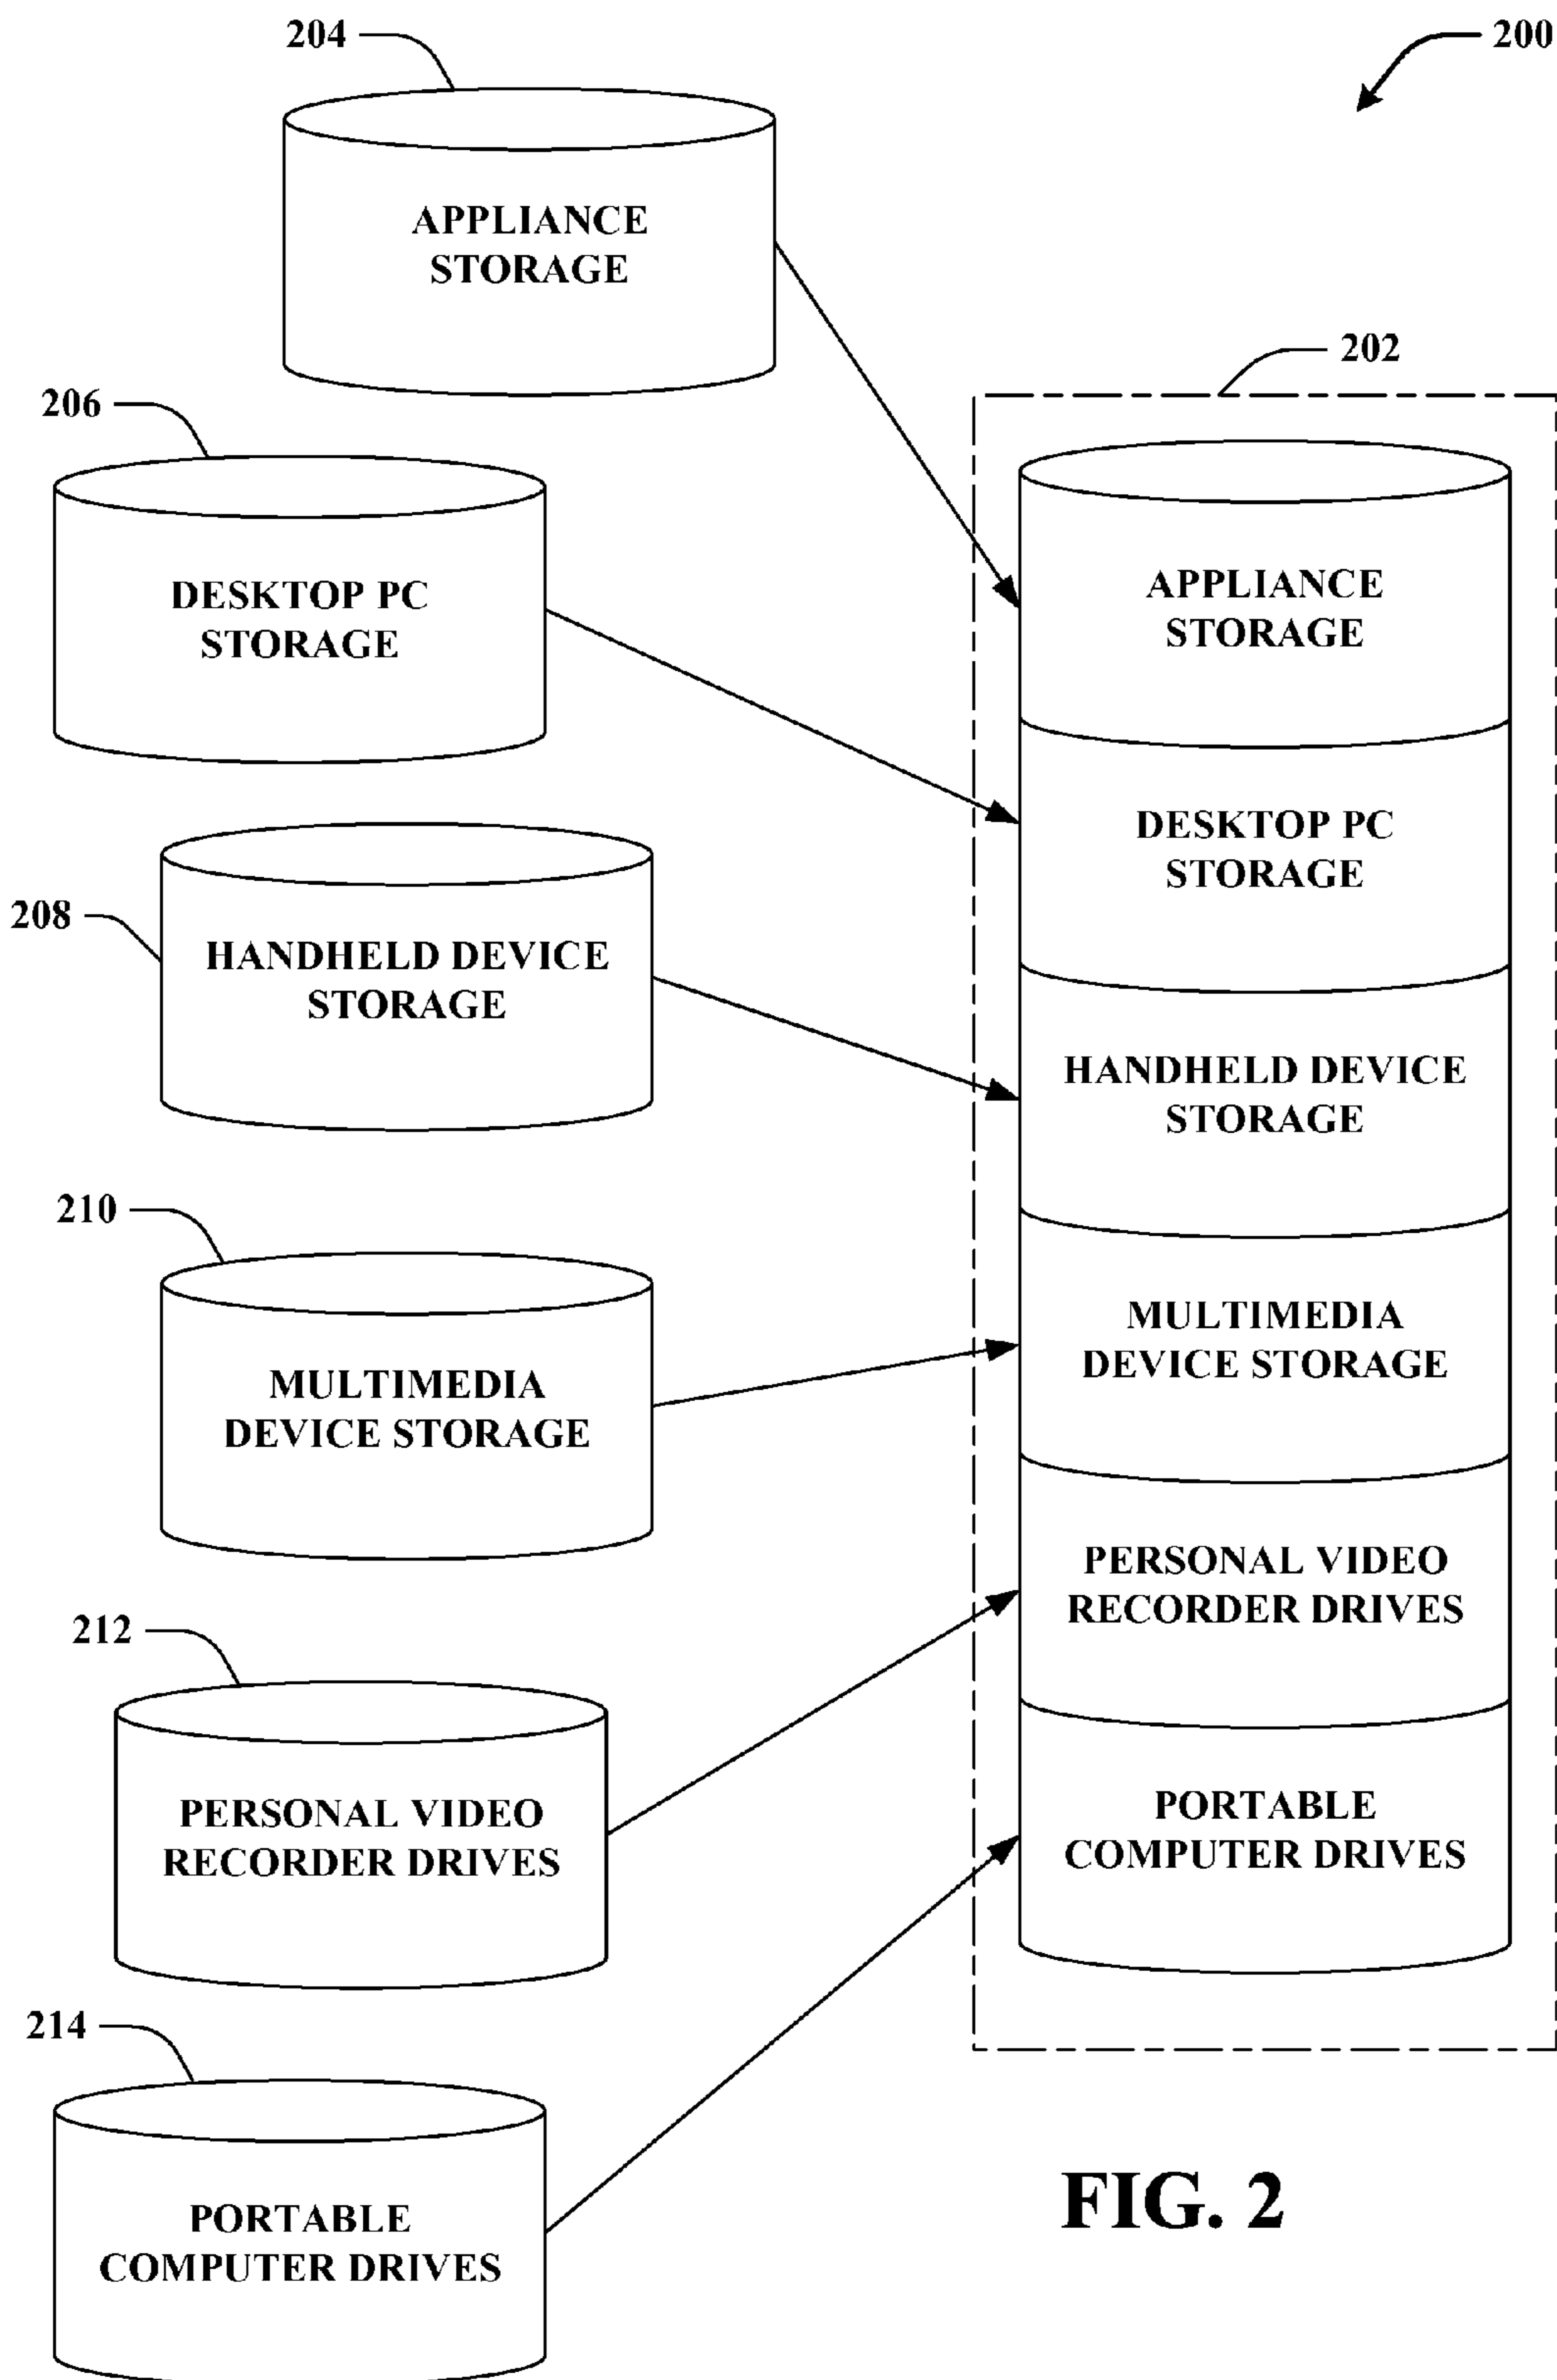 204
200
APPLIANCE
STORAGE
202
206
DESKTOP PC
STORAGE
208
HANDHELD DEVICE
STORAGE
210
MULTIMEDIA
DEVICE STORAGE
212
PERSONAL VIDEO
RECORDER DRIVES
214
PORTABLE
COMPUTER DRIVES
APPLIANCE
STORAGE
DESKTOP PC
STORAGE
HANDHELD DEVICE
STORAGE
MULTIMEDIA
DEVICE STORAGE
PERSONAL VIDEO
RECORDER DRIVES
PORTABLE
COMPUTER DRIVES
FIG. 2